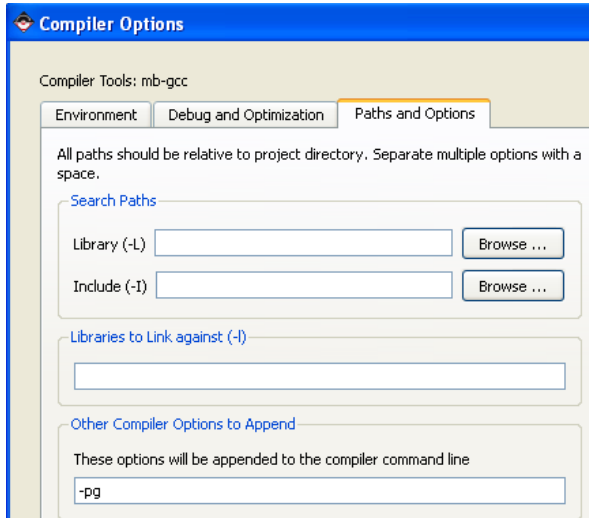 Compiler Options
Compiler Tools: mb-gcc
Environment Debug and Optimization Paths and Options
All paths should be relative to project directory. Separate multiple options with a
space.
Search Paths
Library (-L) Browse ...
Include (-I) Browse ...
Libraries to Link against (-l)
Other Compiler Options to Append
These options will be appended to the compiler command line
-pg